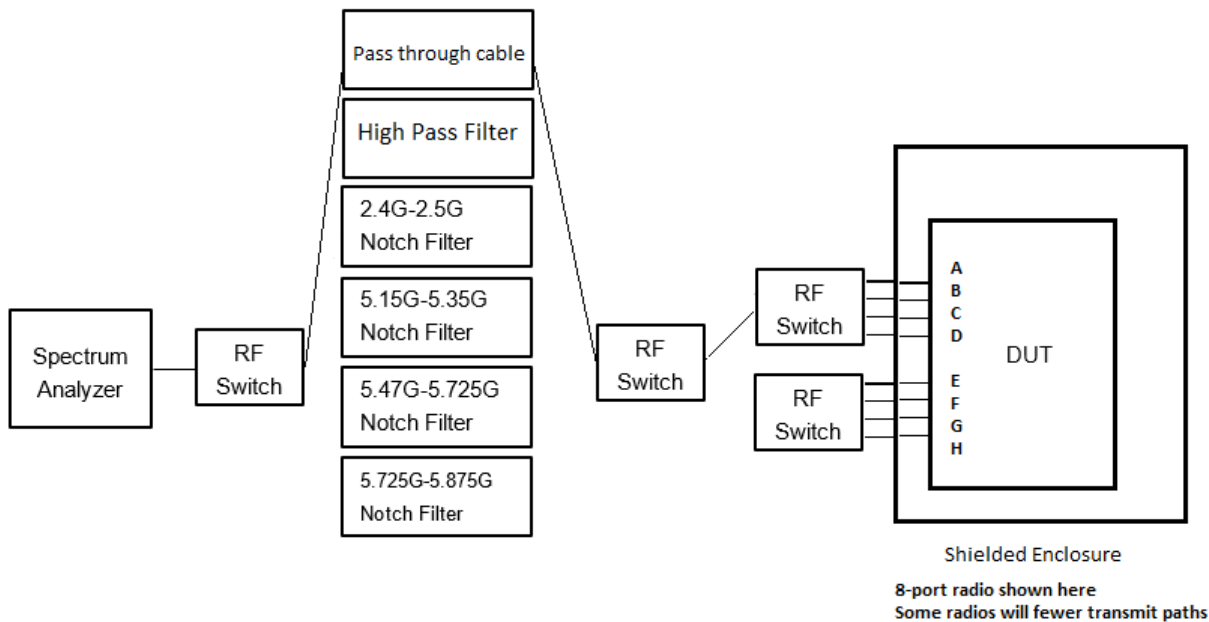 Pass through cable
High Pass Filter
2.4G-2.5G
Notch Filter
5.15G-5.35G
Notch Filter
5.47G-5.725G
Notch Filter
5.725G-5.875G
Notch Filter
Spectrum
Analyzer
RF
Switch
RF
Switch
RF
Switch
RF
Switch
A
B
C
D
E
F
G
H
DUT
Shielded Enclosure
8-port radio shown here
Some radios will fewer transmit paths